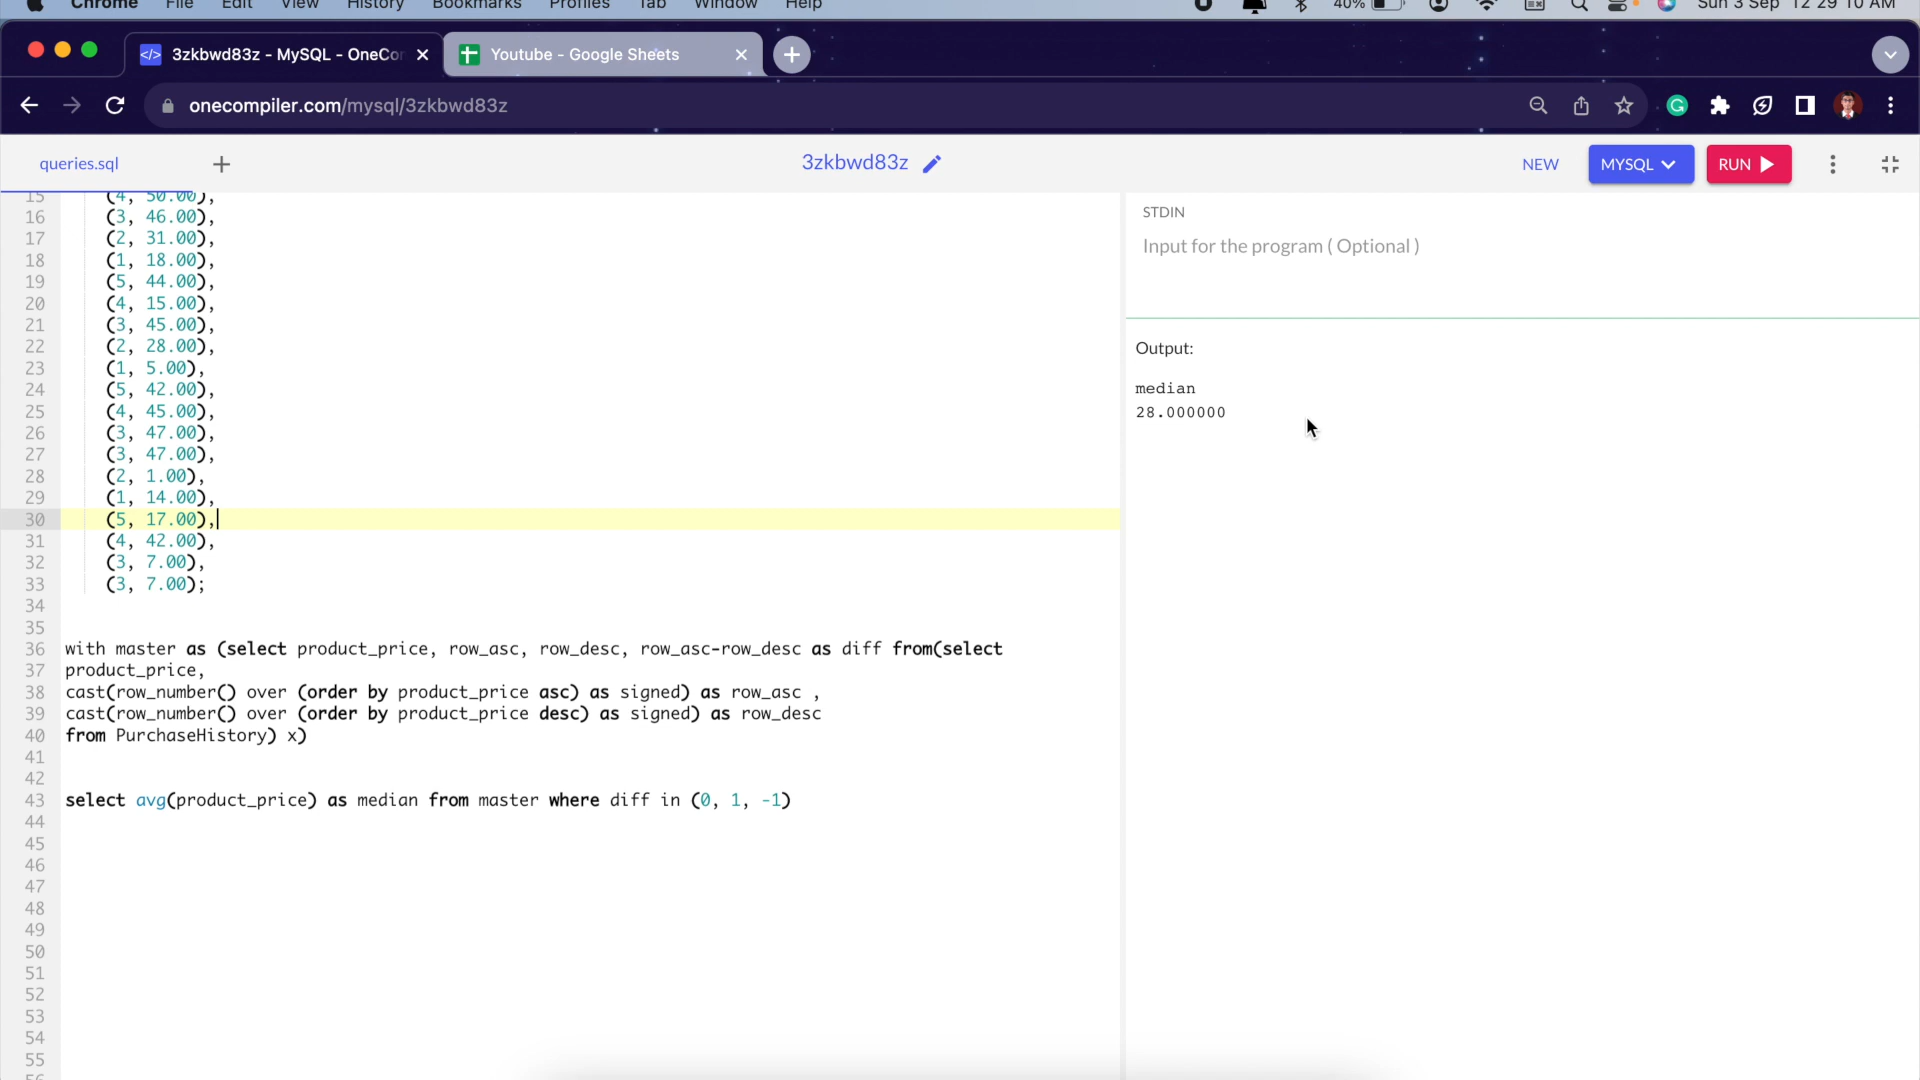 Chrome File Edit View History Bookmarks Profiles Tab Window Help 40% Sun 3 Sep 12 29 10 AM
3zkbwd83z - MySQL - OneCo Youtube - Google Sheets
onecompiler.com/mysql/3zkbwd83z
queries.sql + 3zkbwd83z NEW MYSQL RUN
15 (4, 50.00),
16 (3, 46.00),
17 (2, 31.00),
18 (1, 18.00),
19 (5, 44.00),
20 (4, 15.00),
21 (3, 45.00),
22 (2, 28.00),
23 (1, 5.00),
24 (5, 42.00),
25 (4, 45.00),
26 (3, 47.00),
27 (3, 47.00),
28 (2, 1.00),
29 (1, 14.00),
30 (5, 17.00),
31 (4, 42.00),
32 (3, 7.00),
33 (3, 7.00);
34
35
36 with master as (select product_price, row_asc, row_desc, row_asc-row_desc as diff from(select
37 product_price,
38 cast(row_number() over (order by product_price asc) as signed) as row_asc ,
39 cast(row_number() over (order by product_price desc) as signed) as row_desc
40 from PurchaseHistory) x)
41
42
43 select avg(product_price) as median from master where diff in (0, 1, -1)
44
45
46
47
48
49
50
51
52
53
54
55
56
STDIN
Input for the program ( Optional )
Output:
median
28.000000